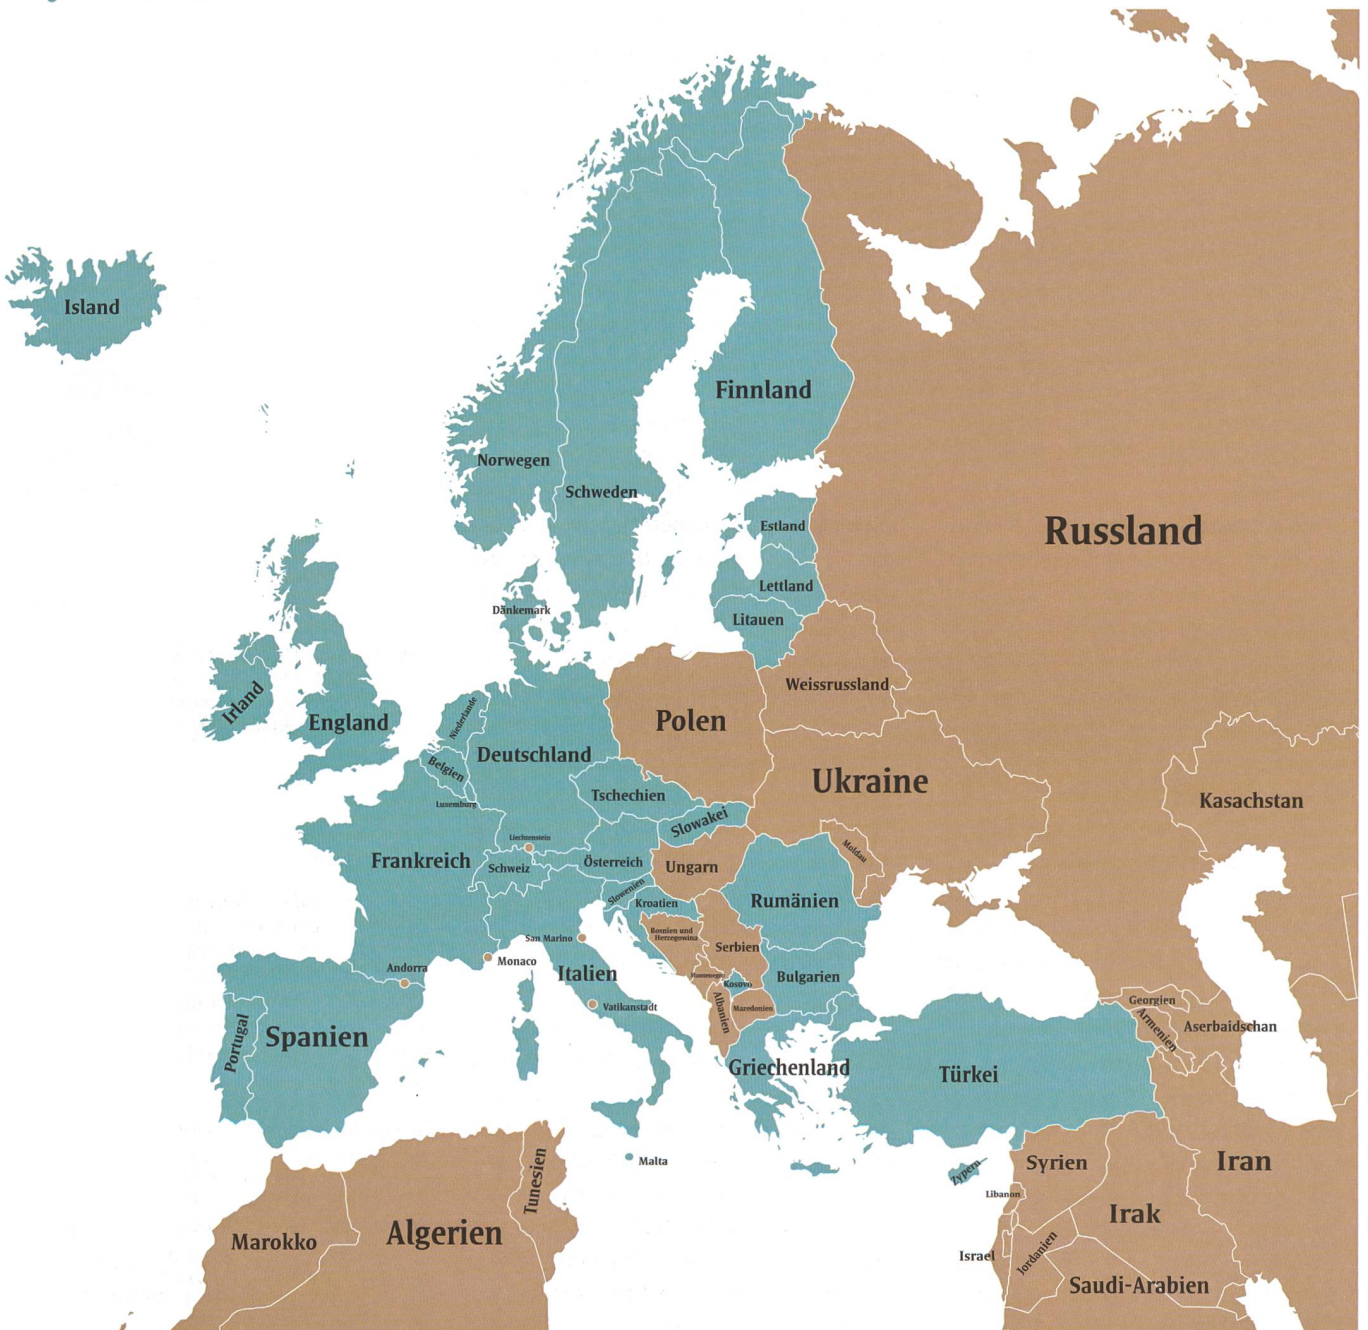 Island
Finnland
Norwegen
Schweden
Russland
Estland
Lettland
Dänkemark
Litauen
Weissrussland
Irland
England
Niederlande
Polen
Deutschland
Belgien
Ukraine
Tschechien
Luxemburg
Kasachstan
Slowakei
Liechtenstein
Frankreich
Schweiz
Österreich
Ungarn
Moldau
Slowenien
Kroatien
Rumänien
Bosnien und
Herzegowina
San Marino
Serbien
Monaco
Andorra
Italien
Montenegro
Kosovo
Bulgarien
Vatikanstadt
Albanien
Mazedonien
Georgien
Armenien
Aserbaidschan
Portugal
Spanien
Griechenland
Türkei
Malta
Zypern
Syrien
Iran
Libanon
Tunesien
Algerien
Marokko
Irak
Israel
Jordanien
Saudi-Arabien